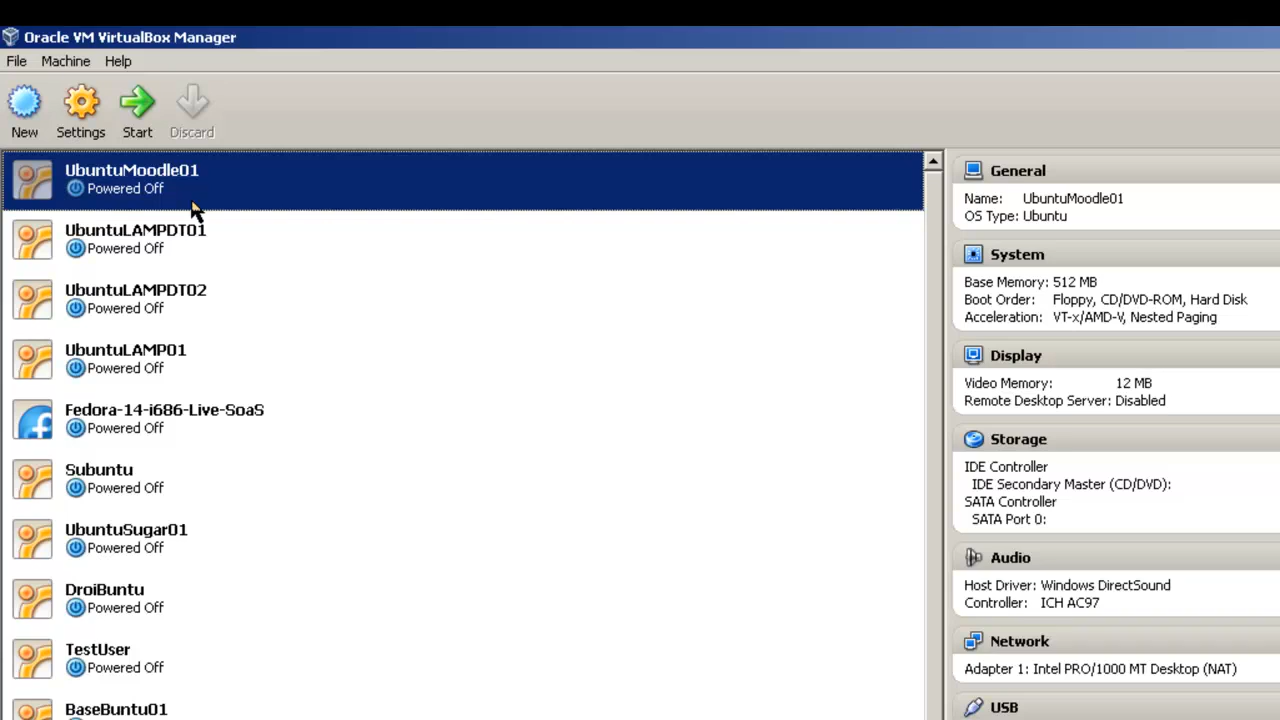 Oracle VM VirtualBox Manager
File Machine Help
New Settings Start Discard
UbuntuMoodle01
Powered Off
UbuntuLAMPDT01
Powered Off
UbuntuLAMPDT02
Powered Off
UbuntuLAMP01
Powered Off
Fedora-14-i686-Live-SoaS
Powered Off
Subuntu
Powered Off
UbuntuSugar01
Powered Off
DroiBuntu
Powered Off
TestUser
Powered Off
BaseBuntu01
General
Name: UbuntuMoodle01
OS Type: Ubuntu
System
Base Memory: 512 MB
Boot Order: Floppy, CD/DVD-ROM, Hard Disk
Acceleration: VT-x/AMD-V, Nested Paging
Display
Video Memory: 12 MB
Remote Desktop Server: Disabled
Storage
IDE Controller
IDE Secondary Master (CD/DVD):
SATA Controller
SATA Port 0:
Audio
Host Driver: Windows DirectSound
Controller: ICH AC97
Network
Adapter 1: Intel PRO/1000 MT Desktop (NAT)
USB